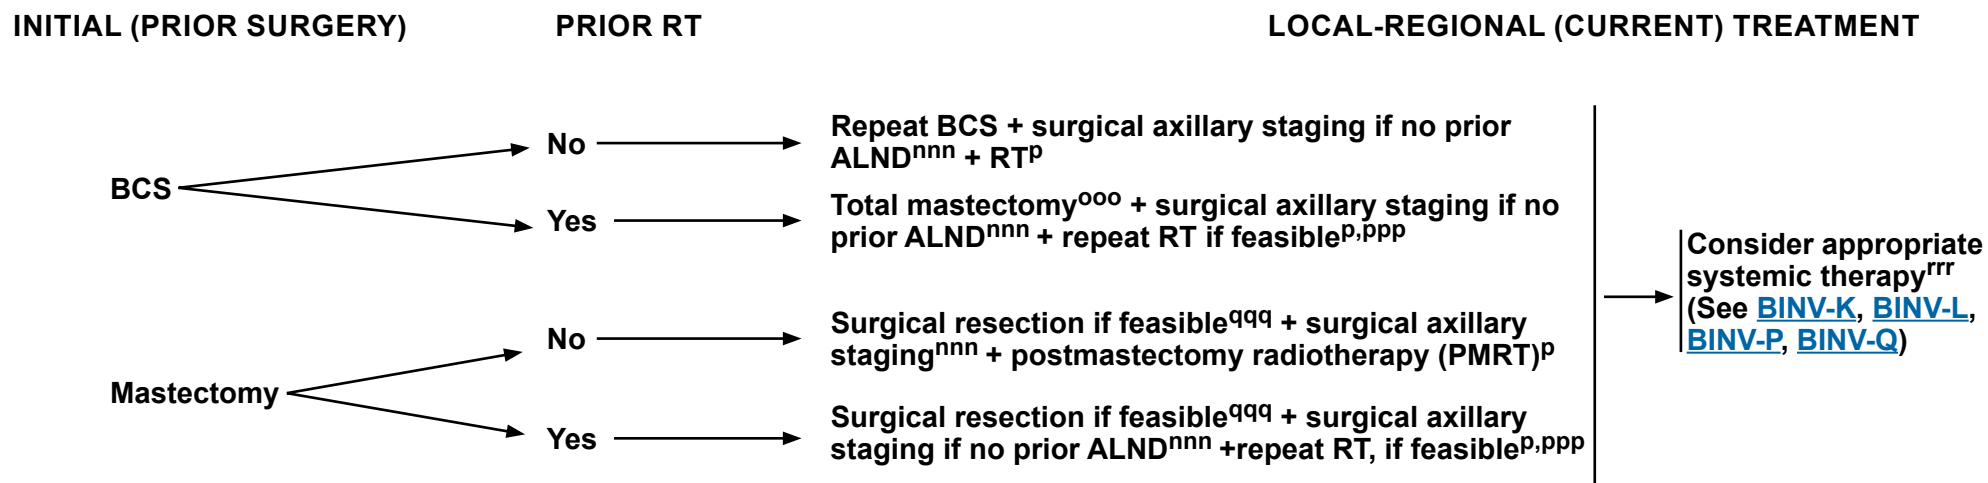 INITIAL (PRIOR SURGERY)
PRIOR RT
LOCAL-REGIONAL (CURRENT) TREATMENT
BCS
No
Repeat BCS + surgical axillary staging if no prior
ALNDnnn + RTp
Yes
Total mastectomyooo + surgical axillary staging if no
prior ALNDnnn + repeat RT if feasiblep,ppp
Mastectomy
No
Surgical resection if feasibleqqq + surgical axillary
stagingnnn + postmastectomy radiotherapy (PMRT)p
Yes
Surgical resection if feasibleqqq + surgical axillary
staging if no prior ALNDnnn +repeat RT, if feasiblep,ppp
Consider appropriate
systemic therapyrrr
(See BINV-K, BINV-L,
BINV-P, BINV-Q)